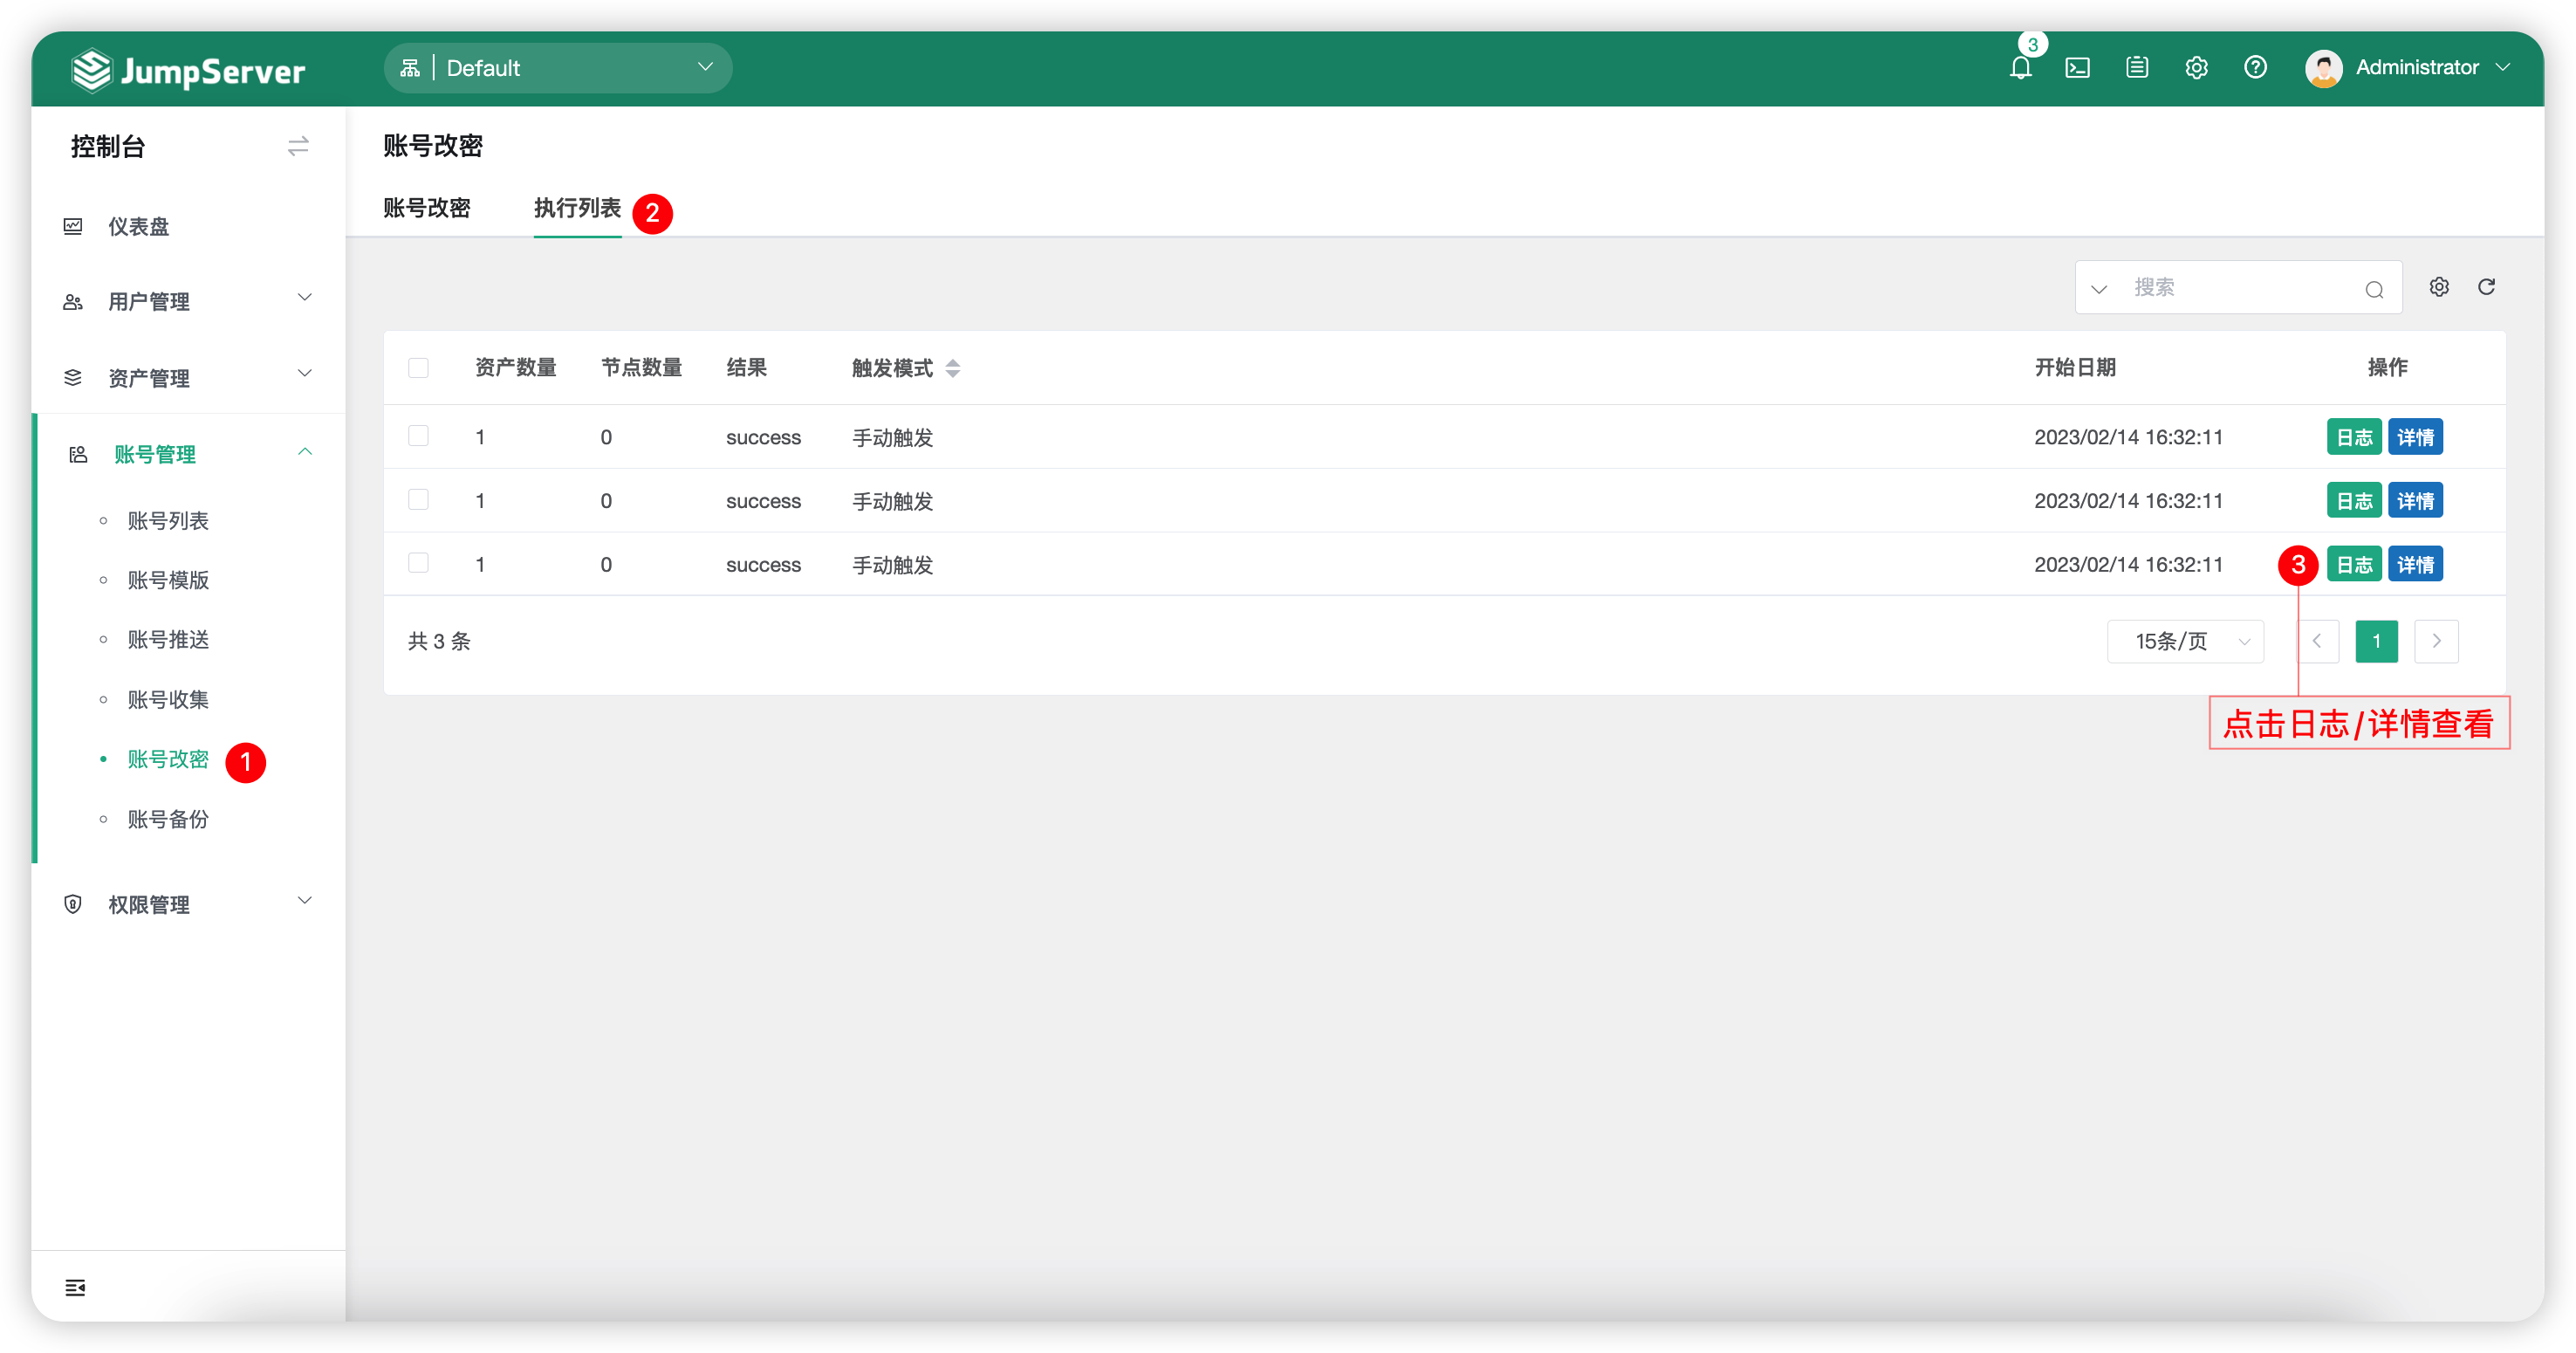 JumpServer
Default
3
Administrator
控制台
仪表盘
用户管理
资产管理
账号管理
账号列表
账号模版
账号推送
账号收集
账号改密 1
账号备份
权限管理
账号改密
账号改密 执行列表 2
搜索
资产数量 节点数量 结果 触发模式 开始日期 操作
1 0 success 手动触发 2023/02/14 16:32:11 日志 详情
1 0 success 手动触发 2023/02/14 16:32:11 日志 详情
1 0 success 手动触发 2023/02/14 16:32:11 3 日志 详情
共 3 条 15条/页 1
点击日志/详情查看